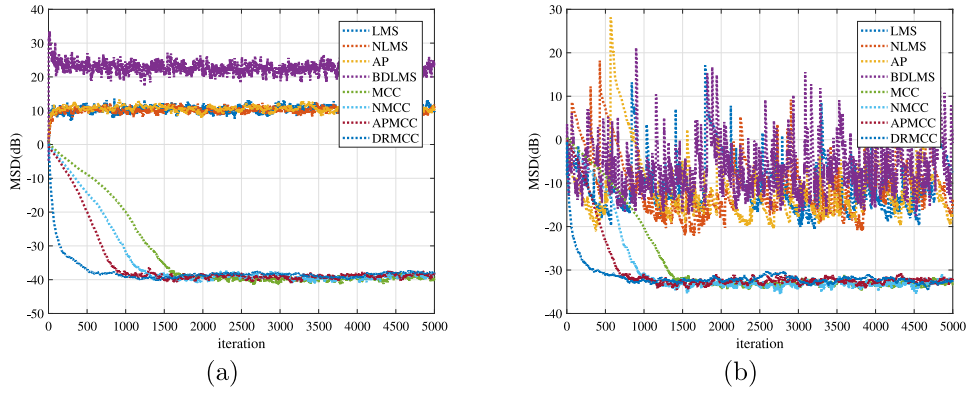 40
30
20
10
0
-10
-20
-30
-40
-50
MSD(dB)
0 500 1000 1500 2000 2500 3000 3500 4000 4500 5000
iteration
LMS
NLMS
AP
BDLMS
MCC
NMCC
APMCC
DRMCC
(a)
30
20
10
0
-10
-20
-30
-40
MSD(dB)
0 500 1000 1500 2000 2500 3000 3500 4000 4500 5000
iteration
LMS
NLMS
AP
BDLMS
MCC
NMCC
APMCC
DRMCC
(b)